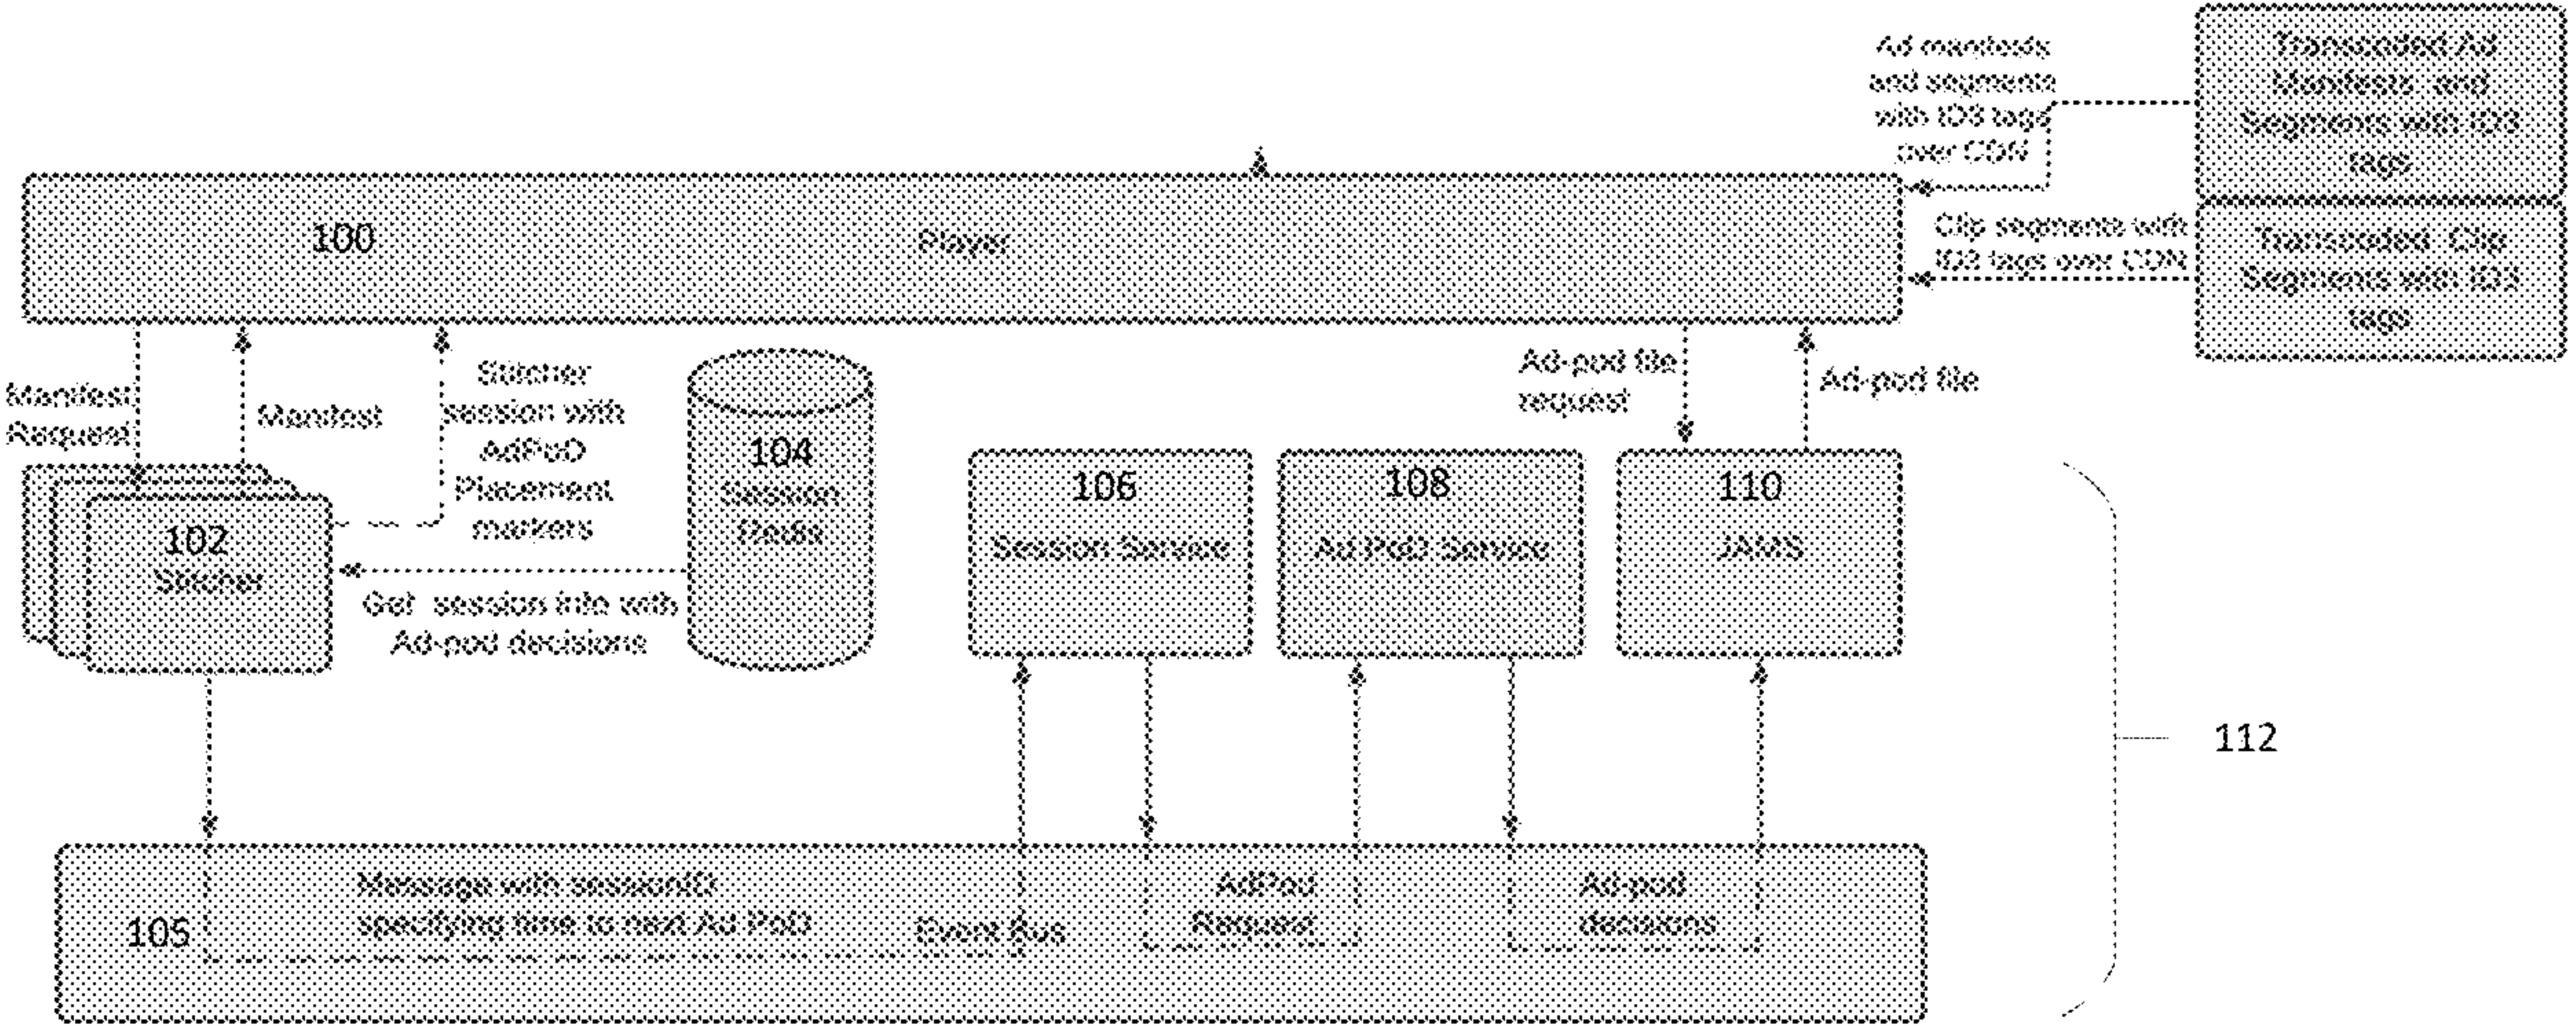 Ad manifests
and segments
with ID3 tags
over CDN
Transcoded Ad
Manifests and
Segments with ID3
tags
100
Player
Clip segments with
ID3 tags over CDN
Transcoded Clip
Segments with ID3
tags
Manifest
Request
Manifest
Stitcher
session with
AdPoD
Placement
markers
Ad-pod file
request
Ad-pod file
102
Stitcher
104
Session
Redis
106
Session Service
108
Ad PoD Service
110
JAMS
Get session info with
Ad-pod decisions
112
105
Message with sessionID
specifying time to next Ad PoD
Event Bus
AdPod
Request
Ad-pod
decisions